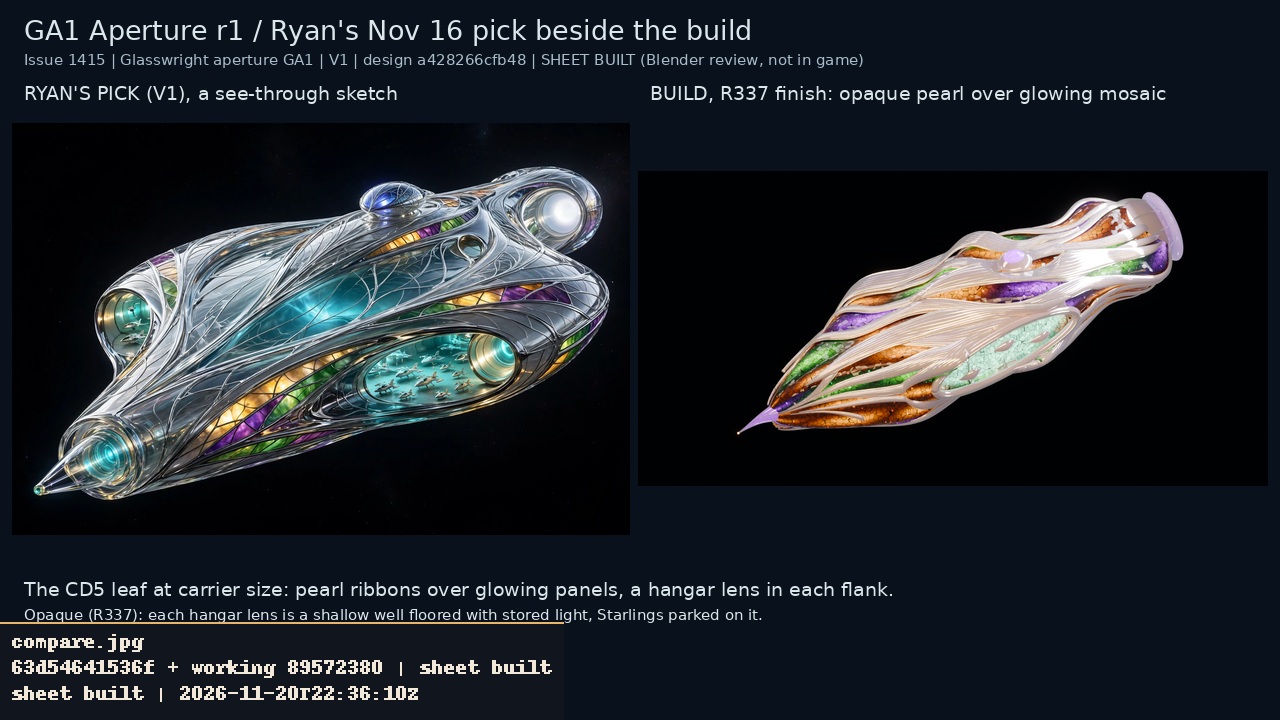 GA1 Aperture r1 / Ryan's Nov 16 pick beside the build
Issue 1415 | Glasswright aperture GA1 | V1 | design a428266cfb48 | SHEET BUILT (Blender review, not in game)
RYAN'S PICK (V1), a see-through sketch
BUILD, R337 finish: opaque pearl over glowing mosaic
The CD5 leaf at carrier size: pearl ribbons over glowing panels, a hangar lens in each flank.
Opaque (R337): each hangar lens is a shallow well floored with stored light, Starlings parked on it.
compare.jpg
63d54641536f + working 89572380 | sheet built
sheet built | 2026-11-20T22:36:10Z